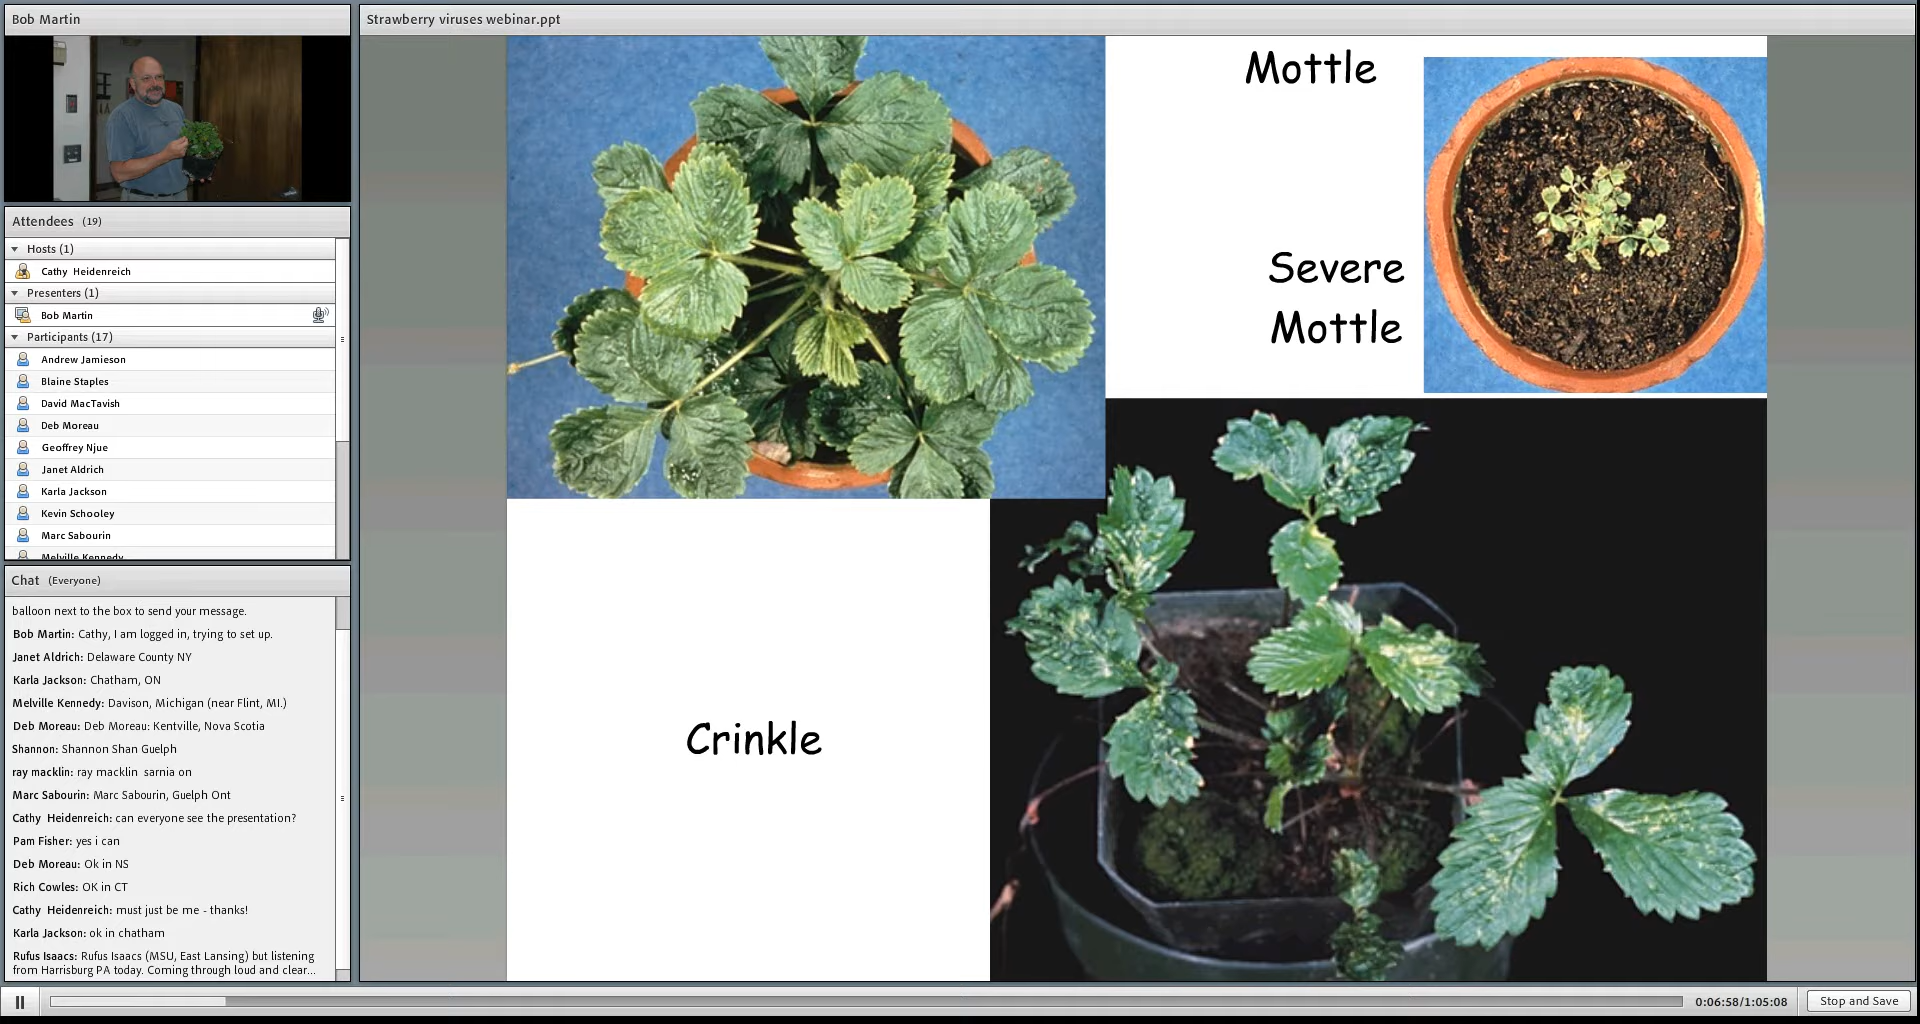 Bob Martin
Attendees (19)
Hosts (1)
Cathy Heidenreich
Presenters (1)
Bob Martin
Participants (17)
Andrew Jamieson
Blaine Staples
David MacTavish
Deb Moreau
Geoffrey Njue
Janet Aldrich
Karla Jackson
Kevin Schooley
Marc Sabourin
Melville Kennedy
Chat (Everyone)
balloon next to the box to send your message.
Bob Martin: Cathy, I am logged in, trying to set up.
Janet Aldrich: Delaware County NY
Karla Jackson: Chatham, ON
Melville Kennedy: Davison, Michigan (near Flint, MI.)
Deb Moreau: Deb Moreau: Kentville, Nova Scotia
Shannon: Shannon Shan Guelph
ray macklin: ray macklin sarnia on
Marc Sabourin: Marc Sabourin, Guelph Ont
Cathy Heidenreich: can everyone see the presentation?
Pam Fisher: yes i can
Deb Moreau: Ok in NS
Rich Cowles: OK in CT
Cathy Heidenreich: must just be me - thanks!
Karla Jackson: ok in chatham
Rufus Isaacs: Rufus Isaacs (MSU, East Lansing) but listening
from Harrisburg PA today. Coming through loud and clear...
Strawberry viruses webinar.ppt
Mottle
Severe
Mottle
Crinkle
0:06:58/1:05:08
Stop and Save